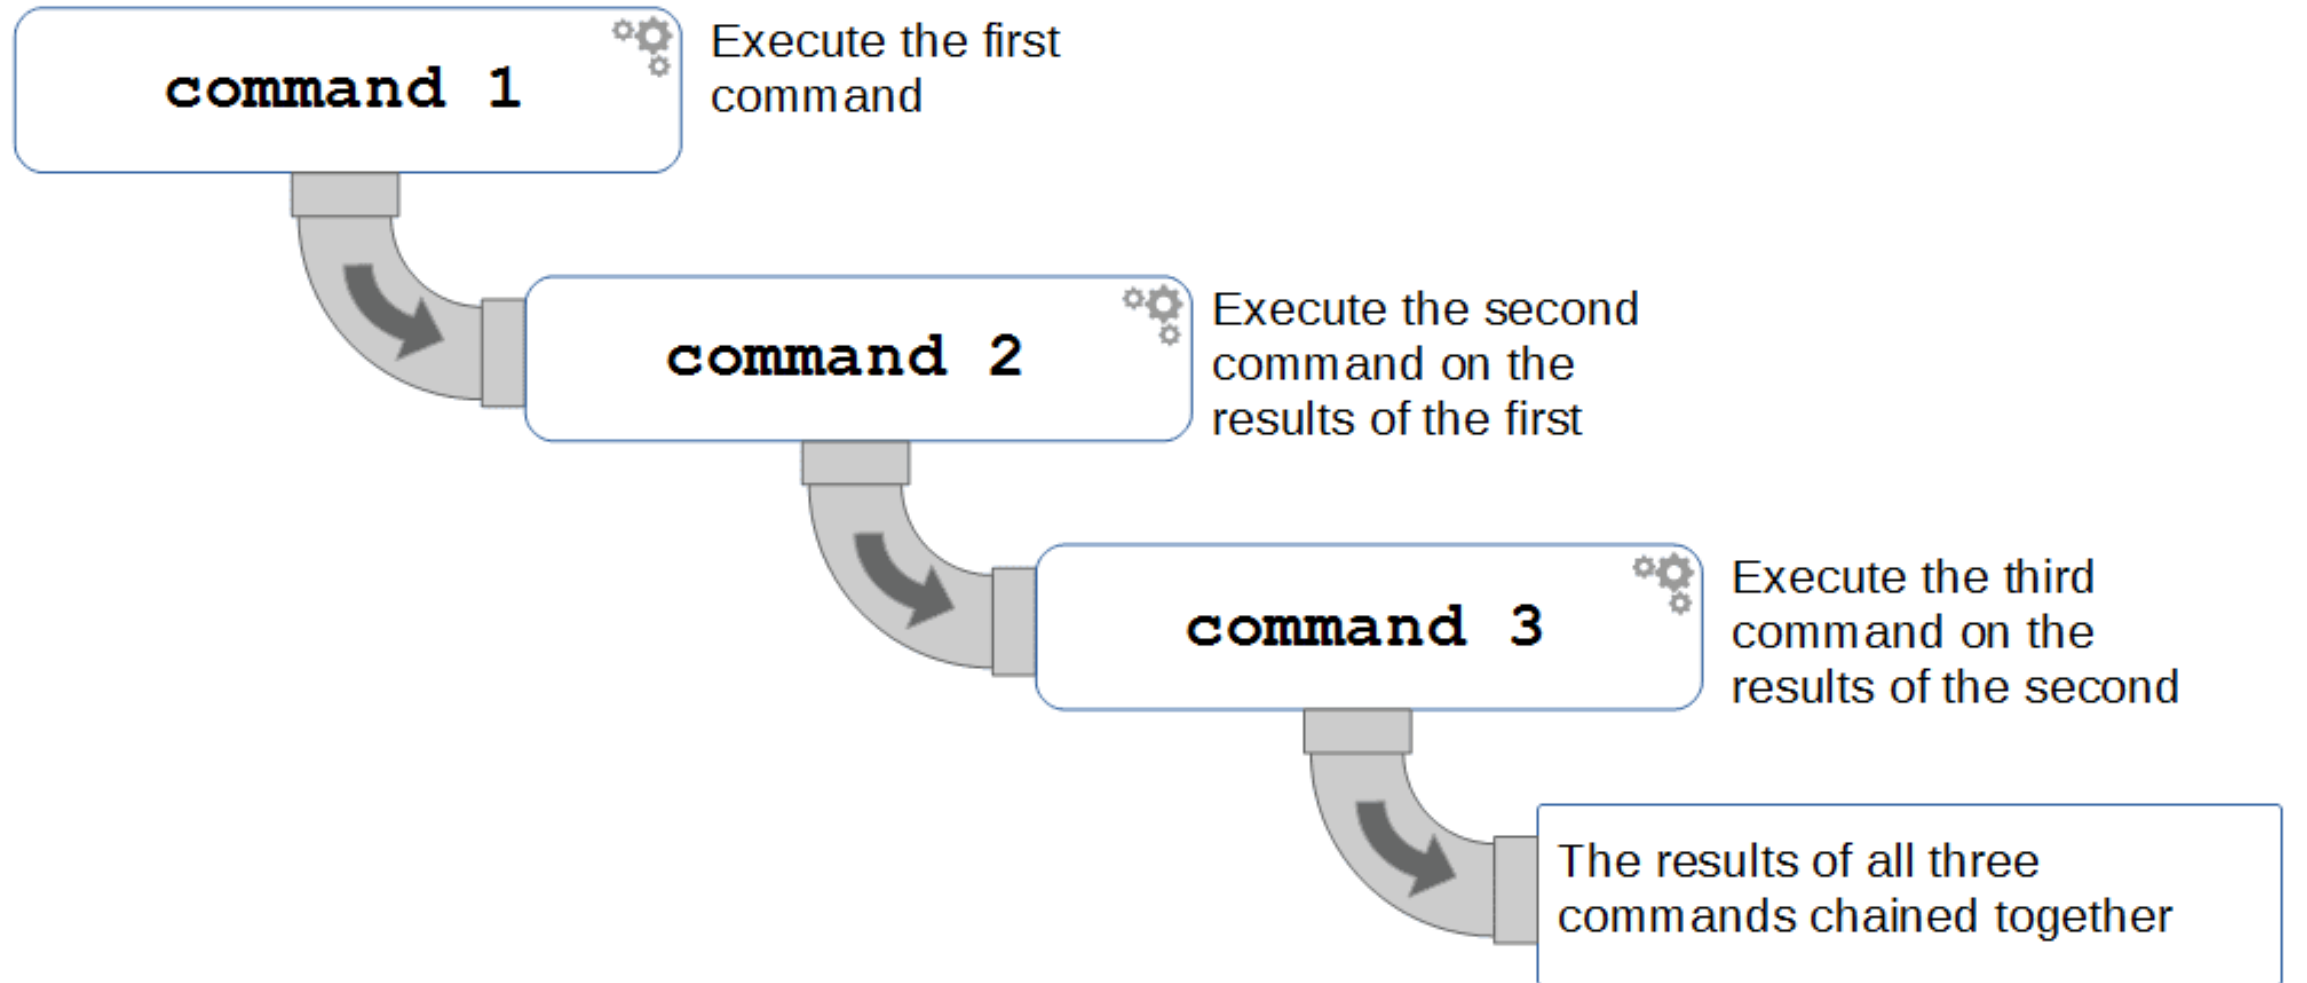 command 1
Execute the first
command
command 2
Execute the second
command on the
results of the first
command 3
Execute the third
command on the
results of the second
The results of all three
commands chained together